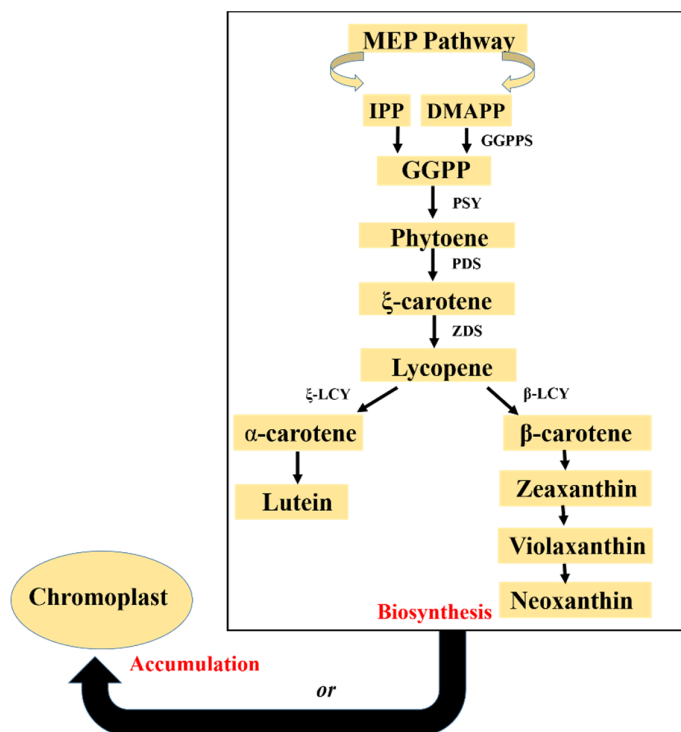 MEP Pathway
IPP
DMAPP
GGPPS
GGPP
PSY
Phytoene
PDS
ξ-carotene
ZDS
Lycopene
ξ-LCY
β-LCY
α-carotene
β-carotene
Lutein
Zeaxanthin
Violaxanthin
Neoxanthin
Chromoplast
Biosynthesis
Accumulation
or